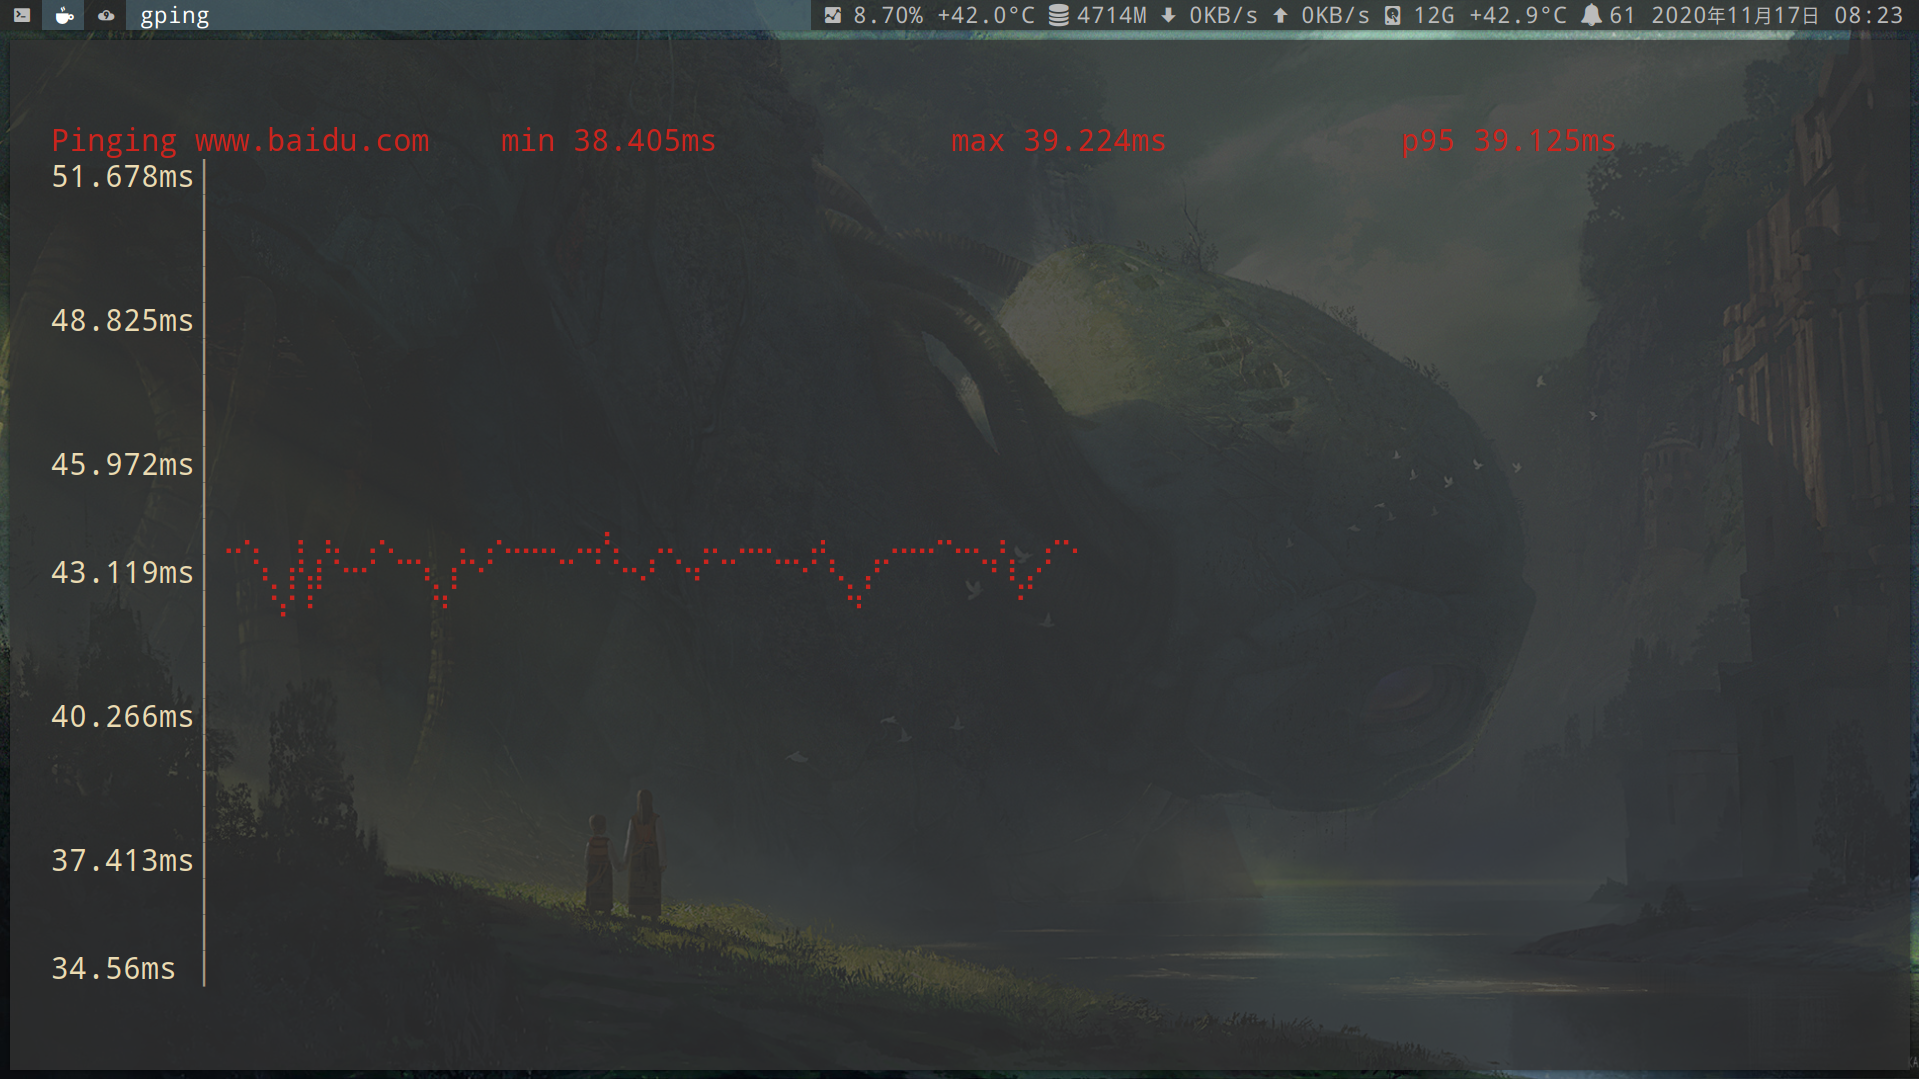 gping 8.70% +42.0°C 4714M 0KB/s 0KB/s 12G +42.9°C 61 2020年11月17日 08:23
Pinging www.baidu.com min 38.405ms max 39.224ms p95 39.125ms
51.678ms
48.825ms
45.972ms
43.119ms
40.266ms
37.413ms
34.56ms